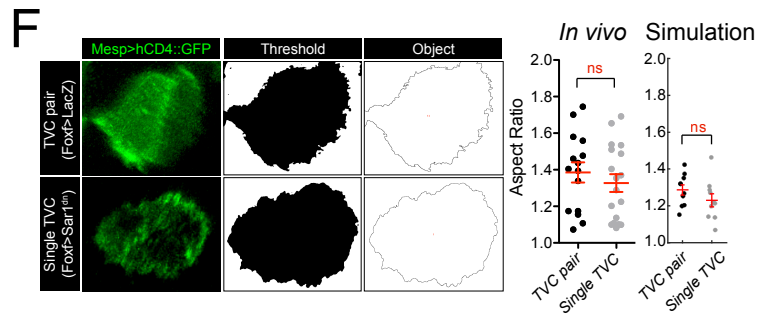 F
Mesp>hCD4::GFP
Threshold
Object
TVC pair
(Foxf>LacZ)
Single TVC
(Foxf>Sar1dn)
In vivo
Simulation
Aspect Ratio
2.0
1.8
1.6
1.4
1.2
1.0
ns
TVC pair
Single TVC
2.0
1.8
1.6
1.4
1.2
1.0
ns
TVC pair
Single TVC